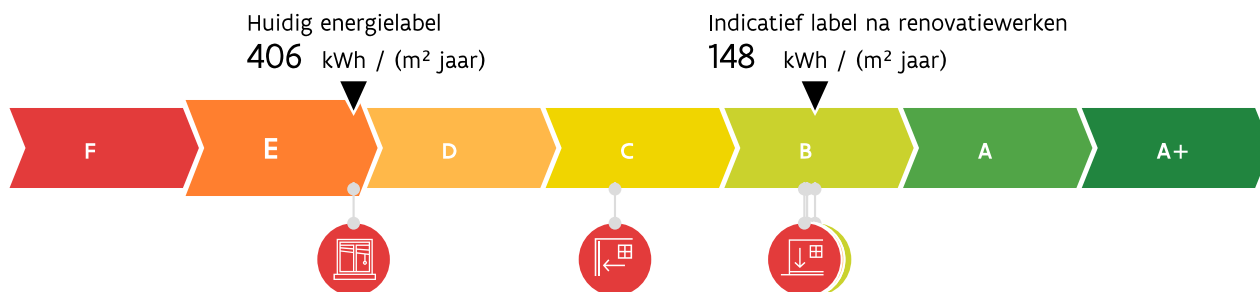 Huidig energielabel
406 kWh / (m² jaar)
Indicatief label na renovatiewerken
148 kWh / (m² jaar)
F E D C B A A+